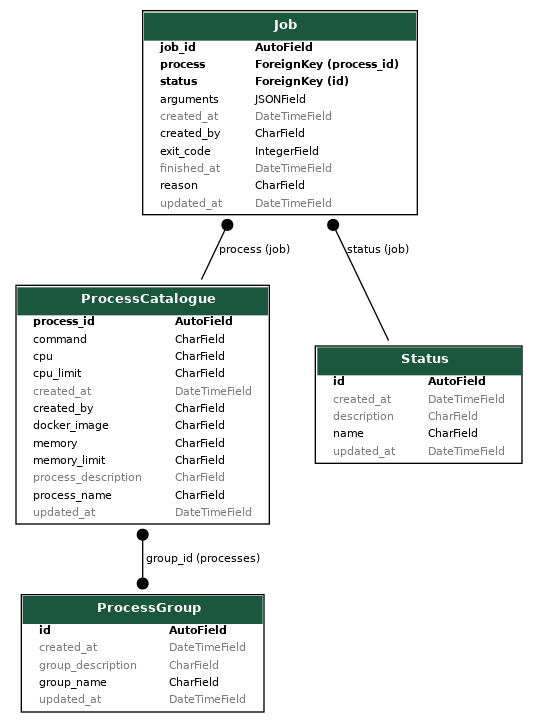 Job
job_id AutoField
process ForeignKey (process_id)
status ForeignKey (id)
arguments JSONField
created_at DateTimeField
created_by CharField
exit_code IntegerField
finished_at DateTimeField
reason CharField
updated_at DateTimeField
process (job)
status (job)
ProcessCatalogue
process_id AutoField
command CharField
cpu CharField
cpu_limit CharField
created_at DateTimeField
created_by CharField
docker_image CharField
memory CharField
memory_limit CharField
process_description CharField
process_name CharField
updated_at DateTimeField
Status
id AutoField
created_at DateTimeField
description CharField
name CharField
updated_at DateTimeField
group_id (processes)
ProcessGroup
id AutoField
created_at DateTimeField
group_description CharField
group_name CharField
updated_at DateTimeField